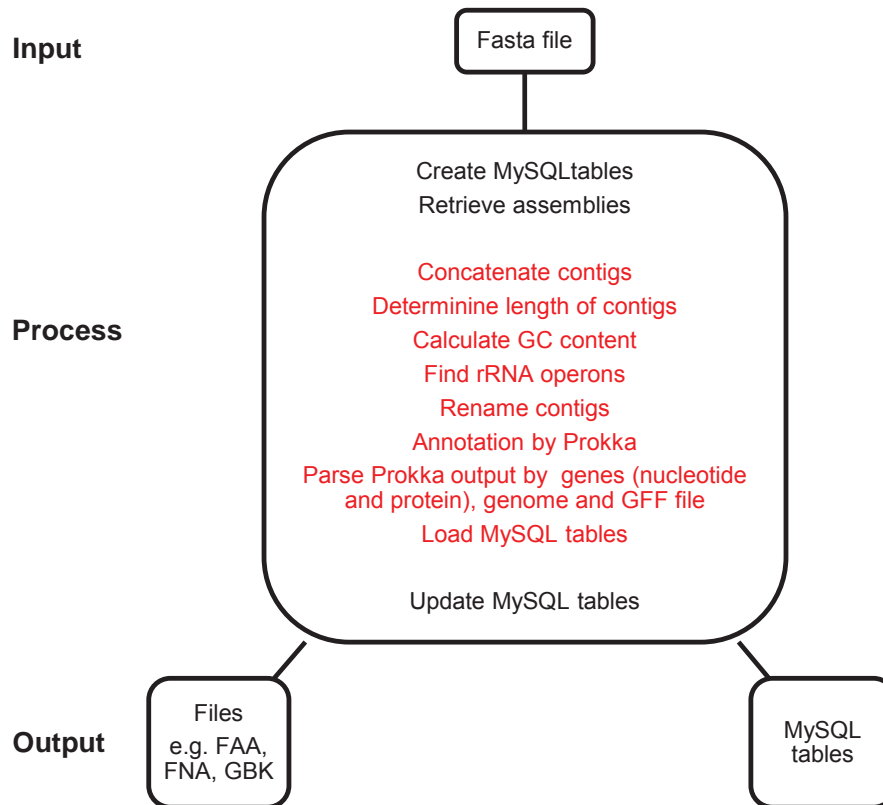 Input
Fasta file
Create MySQLtables
Retrieve assemblies
Process
Concatenate contigs
Determinine length of contigs
Calculate GC content
Find rRNA operons
Rename contigs
Annotation by Prokka
Parse Prokka output by genes (nucleotide
and protein), genome and GFF file
Load MySQL tables
Update MySQL tables
Output
Files
e.g. FAA,
FNA, GBK
MySQL
tables